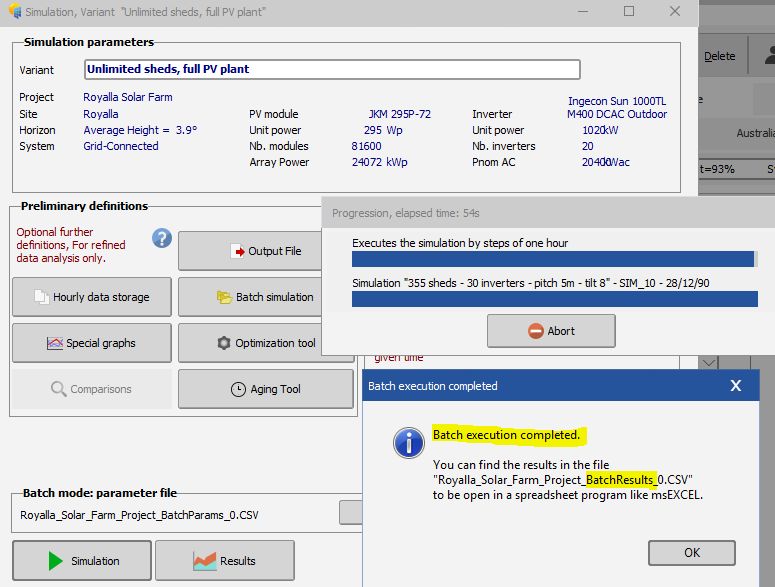 Simulation, Variant "Unlimited sheds, full PV plant"
Simulation parameters
Variant Unlimited sheds, full PV plant
Project Royalla Solar Farm
Site Royalla
Horizon Average Height = 3.9°
System Grid-Connected
PV module JKM 295P-72
Unit power 295 Wp
Nb. modules 81600
Array Power 24072 kWp
Ingecon Sun 1000TL
Inverter M400 DCAC Outdoor
Unit power 1020kW
Nb. inverters 20
Pnom AC 20400kWac
Delete
Australia
t=93%
Preliminary definitions
Optional further
definitions, For refined
data analysis only.
?
Output File
Hourly data storage
Batch simulation
Special graphs
Optimization tool
Comparisons
Aging Tool
Progression, elapsed time: 54s
Executes the simulation by steps of one hour
Simulation "355 sheds - 30 inverters - pitch 5m - tilt 8" - SIM_10 - 28/12/90
Abort
given time
Batch execution completed
X
Batch execution completed.
You can find the results in the file
"Royalla_Solar_Farm_Project_BatchResults_0.CSV"
to be open in a spreadsheet program like msEXCEL.
OK
Batch mode: parameter file
Royalla_Solar_Farm_Project_BatchParams_0.CSV
Simulation
Results